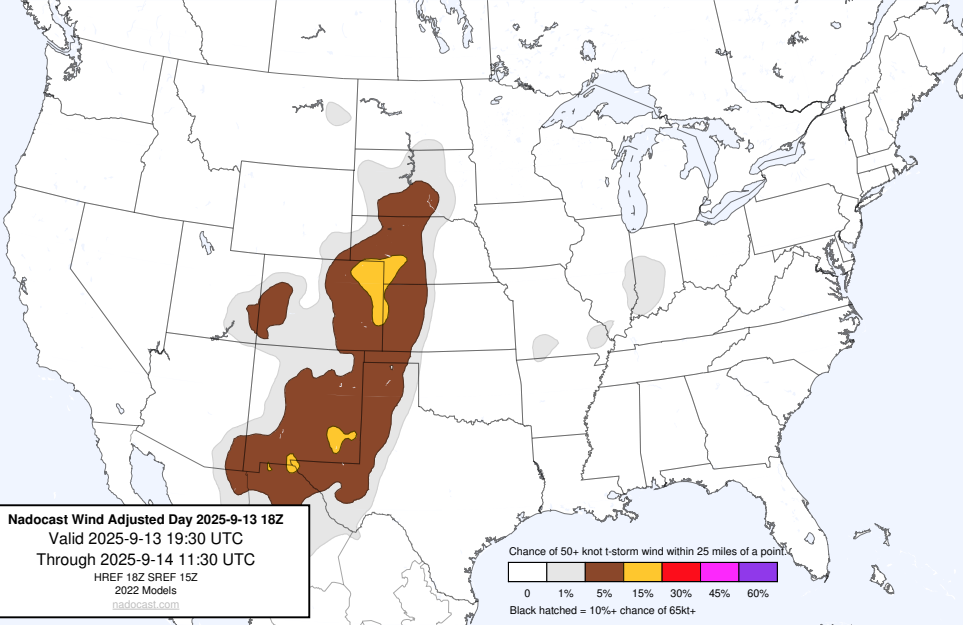 Nadocast Wind Adjusted Day 2025-9-13 18Z
Valid 2025-9-13 19:30 UTC
Through 2025-9-14 11:30 UTC
HREF 18Z SREF 15Z
2022 Models
nadocast.com
Chance of 50+ knot t-storm wind within 25 miles of a point.
0 1% 5% 15% 30% 45% 60%
Black hatched = 10%+ chance of 65kt+